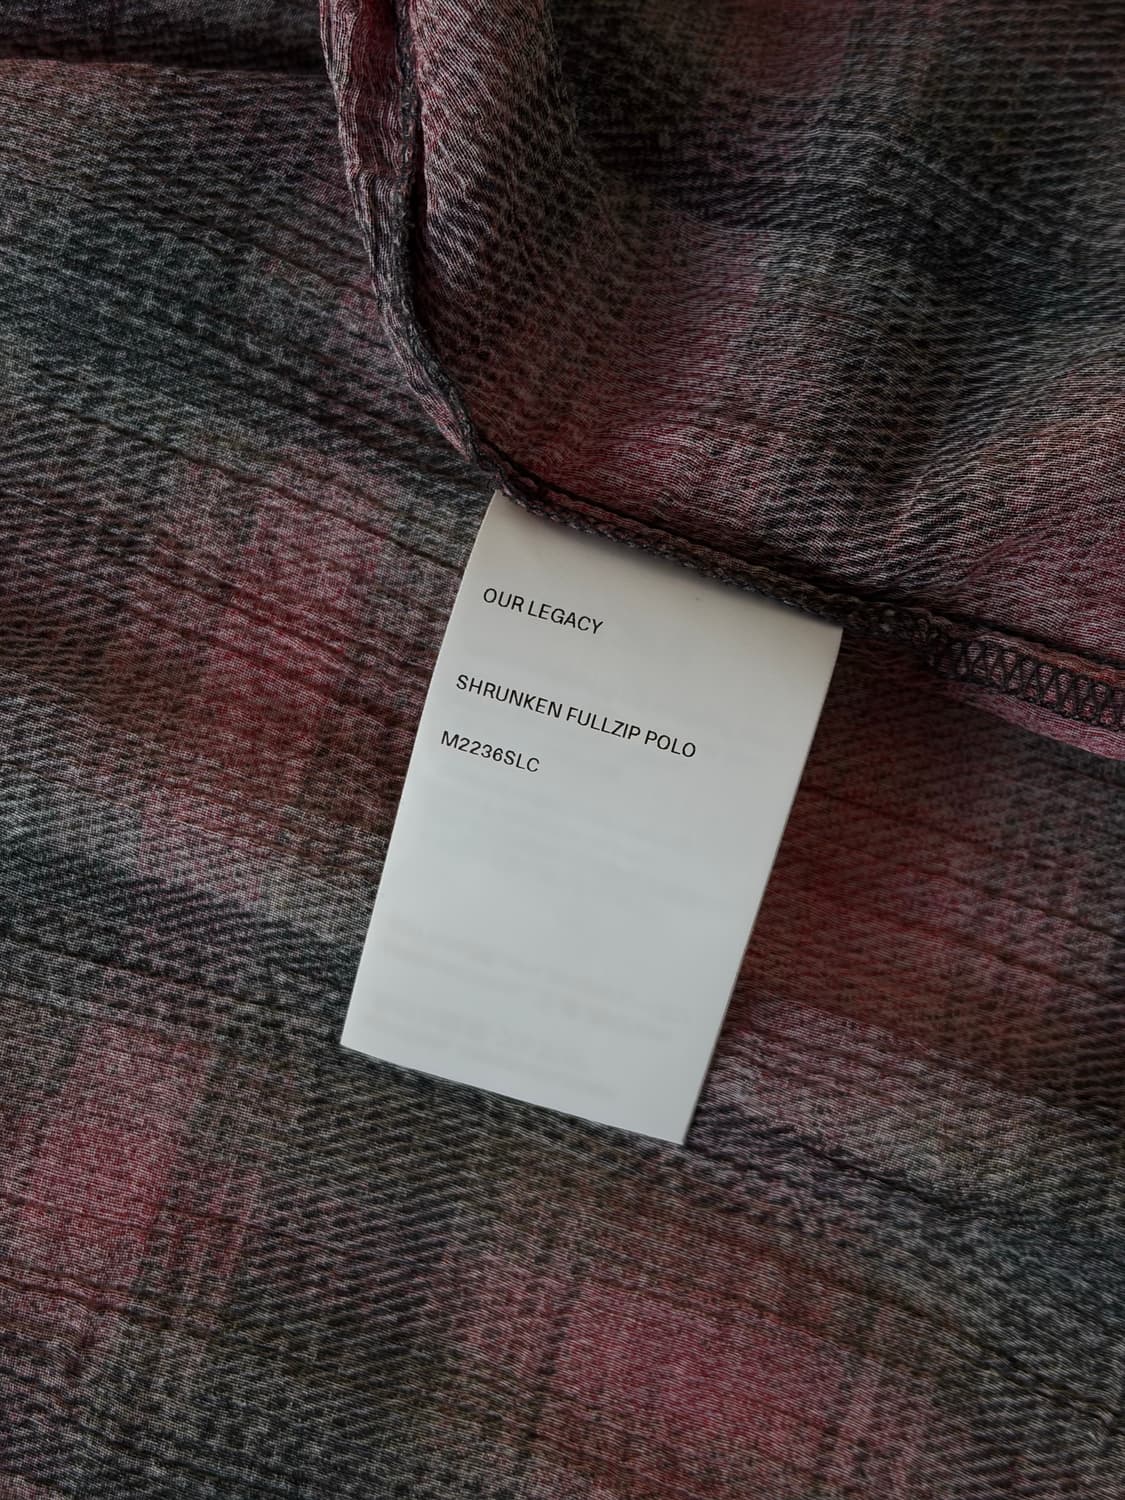 OUR LEGACY
SHRUNKEN FULLZIP POLO
M2236SLC